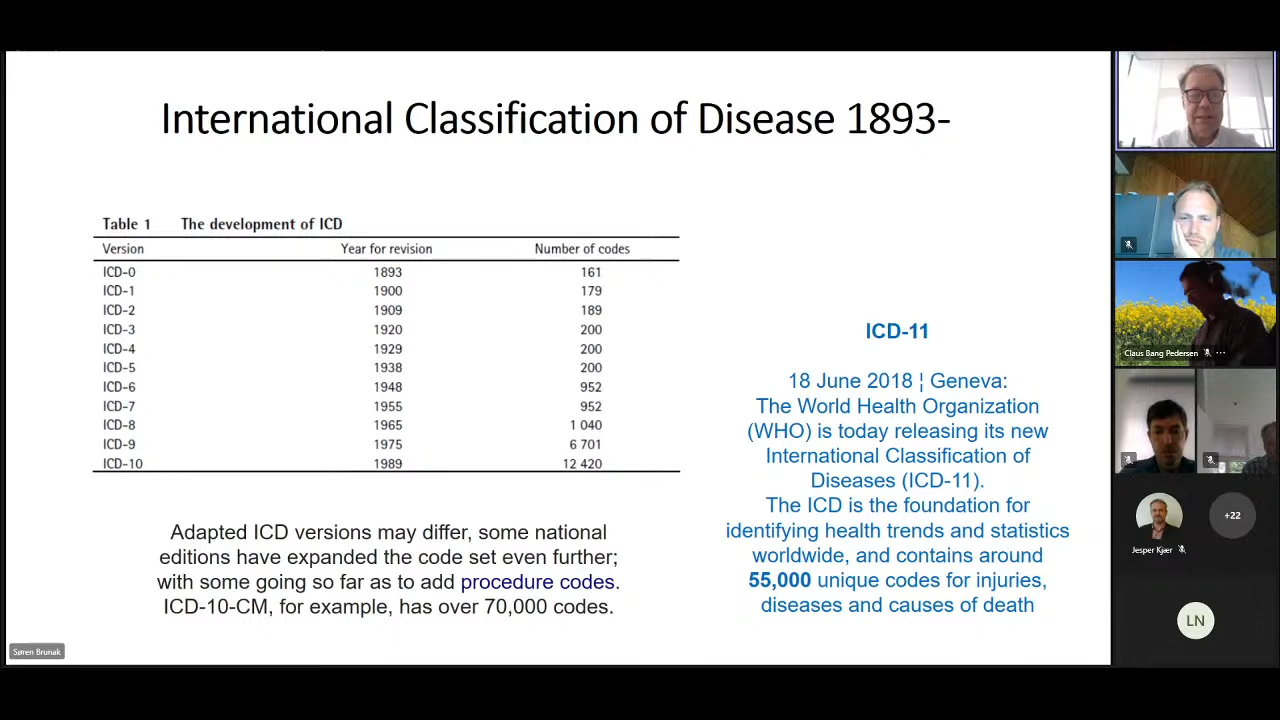 International Classification of Disease 1893-
Table 1 The development of ICD
Version Year for revision Number of codes
ICD-0 1893 161
ICD-1 1900 179
ICD-2 1909 189
ICD-3 1920 200
ICD-4 1929 200
ICD-5 1938 200
ICD-6 1948 952
ICD-7 1955 952
ICD-8 1965 1 040
ICD-9 1975 6 701
ICD-10 1989 12 420
Adapted ICD versions may differ, some national
editions have expanded the code set even further;
with some going so far as to add procedure codes.
ICD-10-CM, for example, has over 70,000 codes.
ICD-11
18 June 2018 ¦ Geneva:
The World Health Organization
(WHO) is today releasing its new
International Classification of
Diseases (ICD-11).
The ICD is the foundation for
identifying health trends and statistics
worldwide, and contains around
55,000 unique codes for injuries,
diseases and causes of death
Søren Brunak
Claus Bang Pedersen
+22
Jesper Kjær
LN